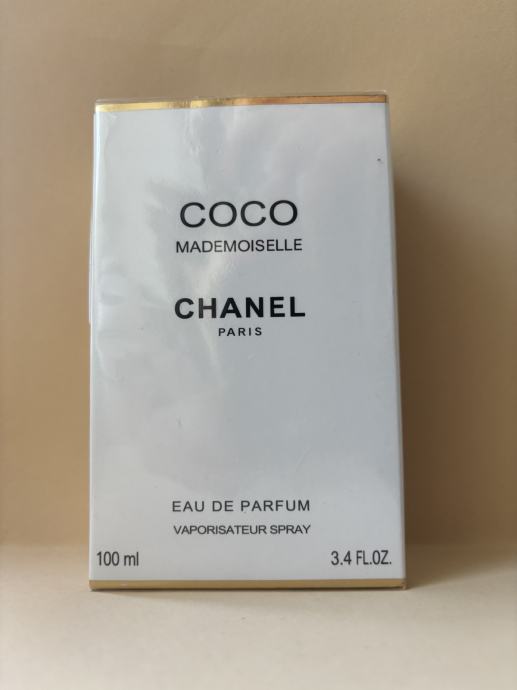 COCO
MADEMOISELLE
CHANEL
PARIS
EAU DE PARFUM
VAPORISATEUR SPRAY
100 ml 3.4 FL.OZ.